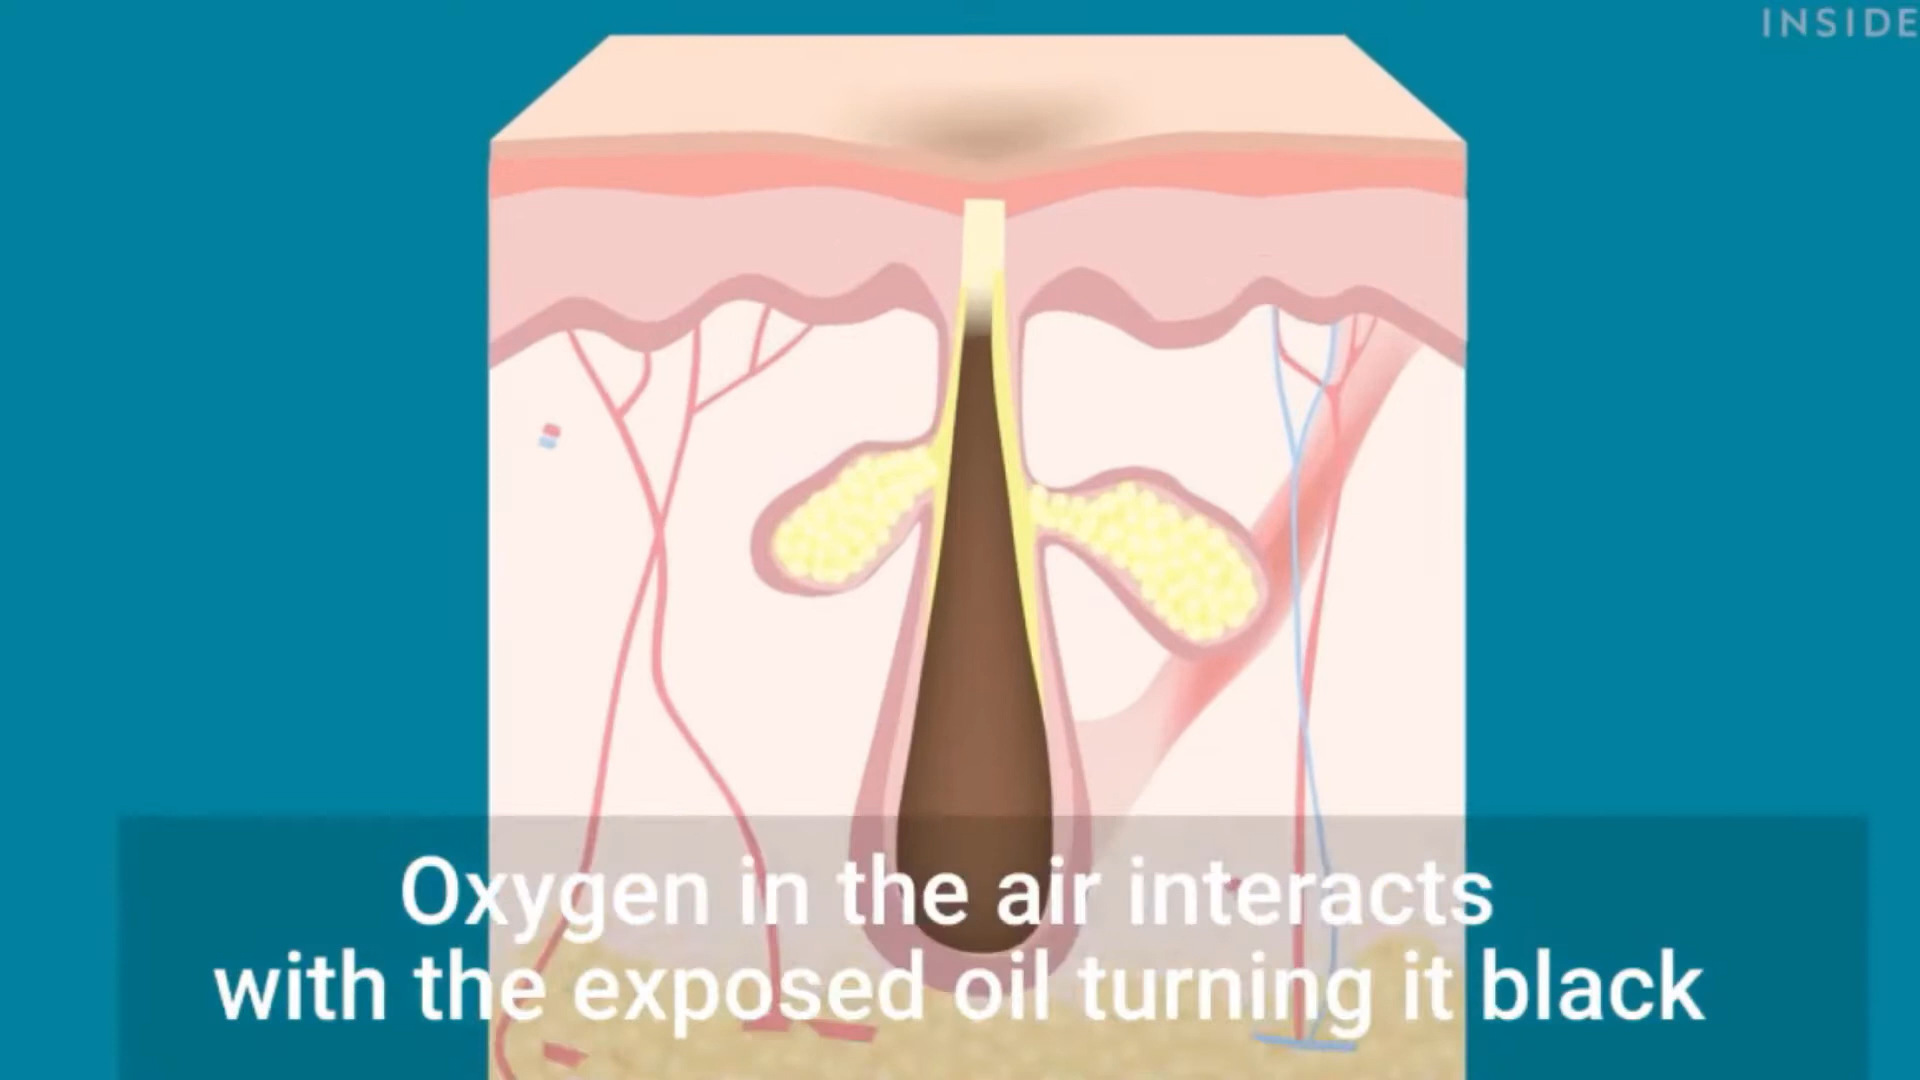 INSIDE
Oxygen in the air interacts
with the exposed oil turning it black